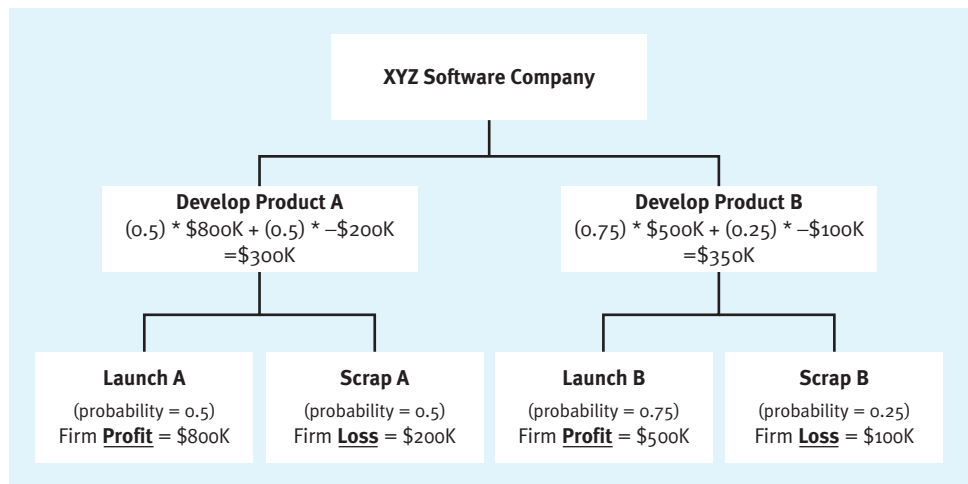 XYZ Software Company
Develop Product A
(0.5) * $800K + (0.5) * –$200K
=$300K
Develop Product B
(0.75) * $500K + (0.25) * –$100K
=$350K
Launch A
(probability = 0.5)
Firm Profit = $800K
Scrap A
(probability = 0.5)
Firm Loss = $200K
Launch B
(probability = 0.75)
Firm Profit = $500K
Scrap B
(probability = 0.25)
Firm Loss = $100K